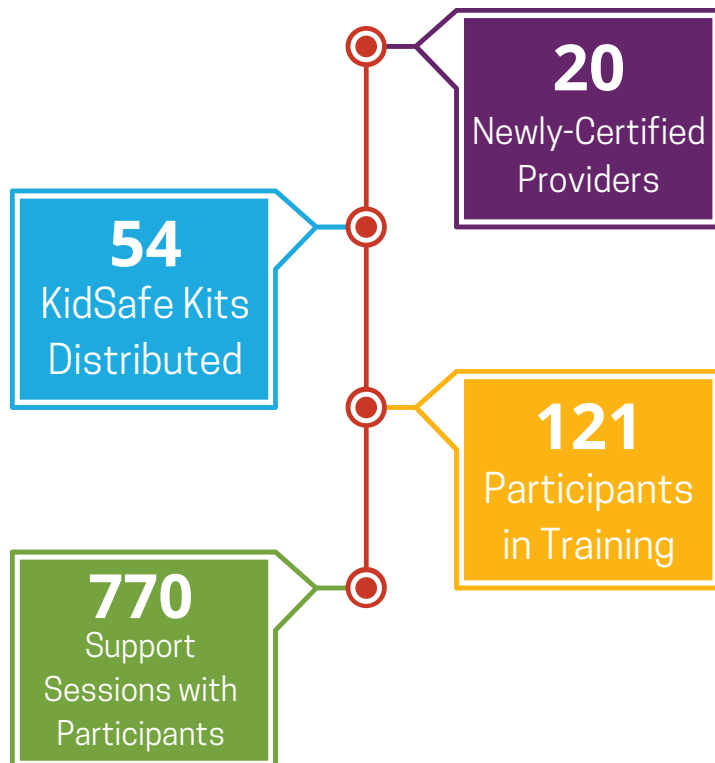 20
Newly-Certified
Providers
54
KidSafe Kits
Distributed
121
Participants
in Training
770
Support
Sessions with
Participants